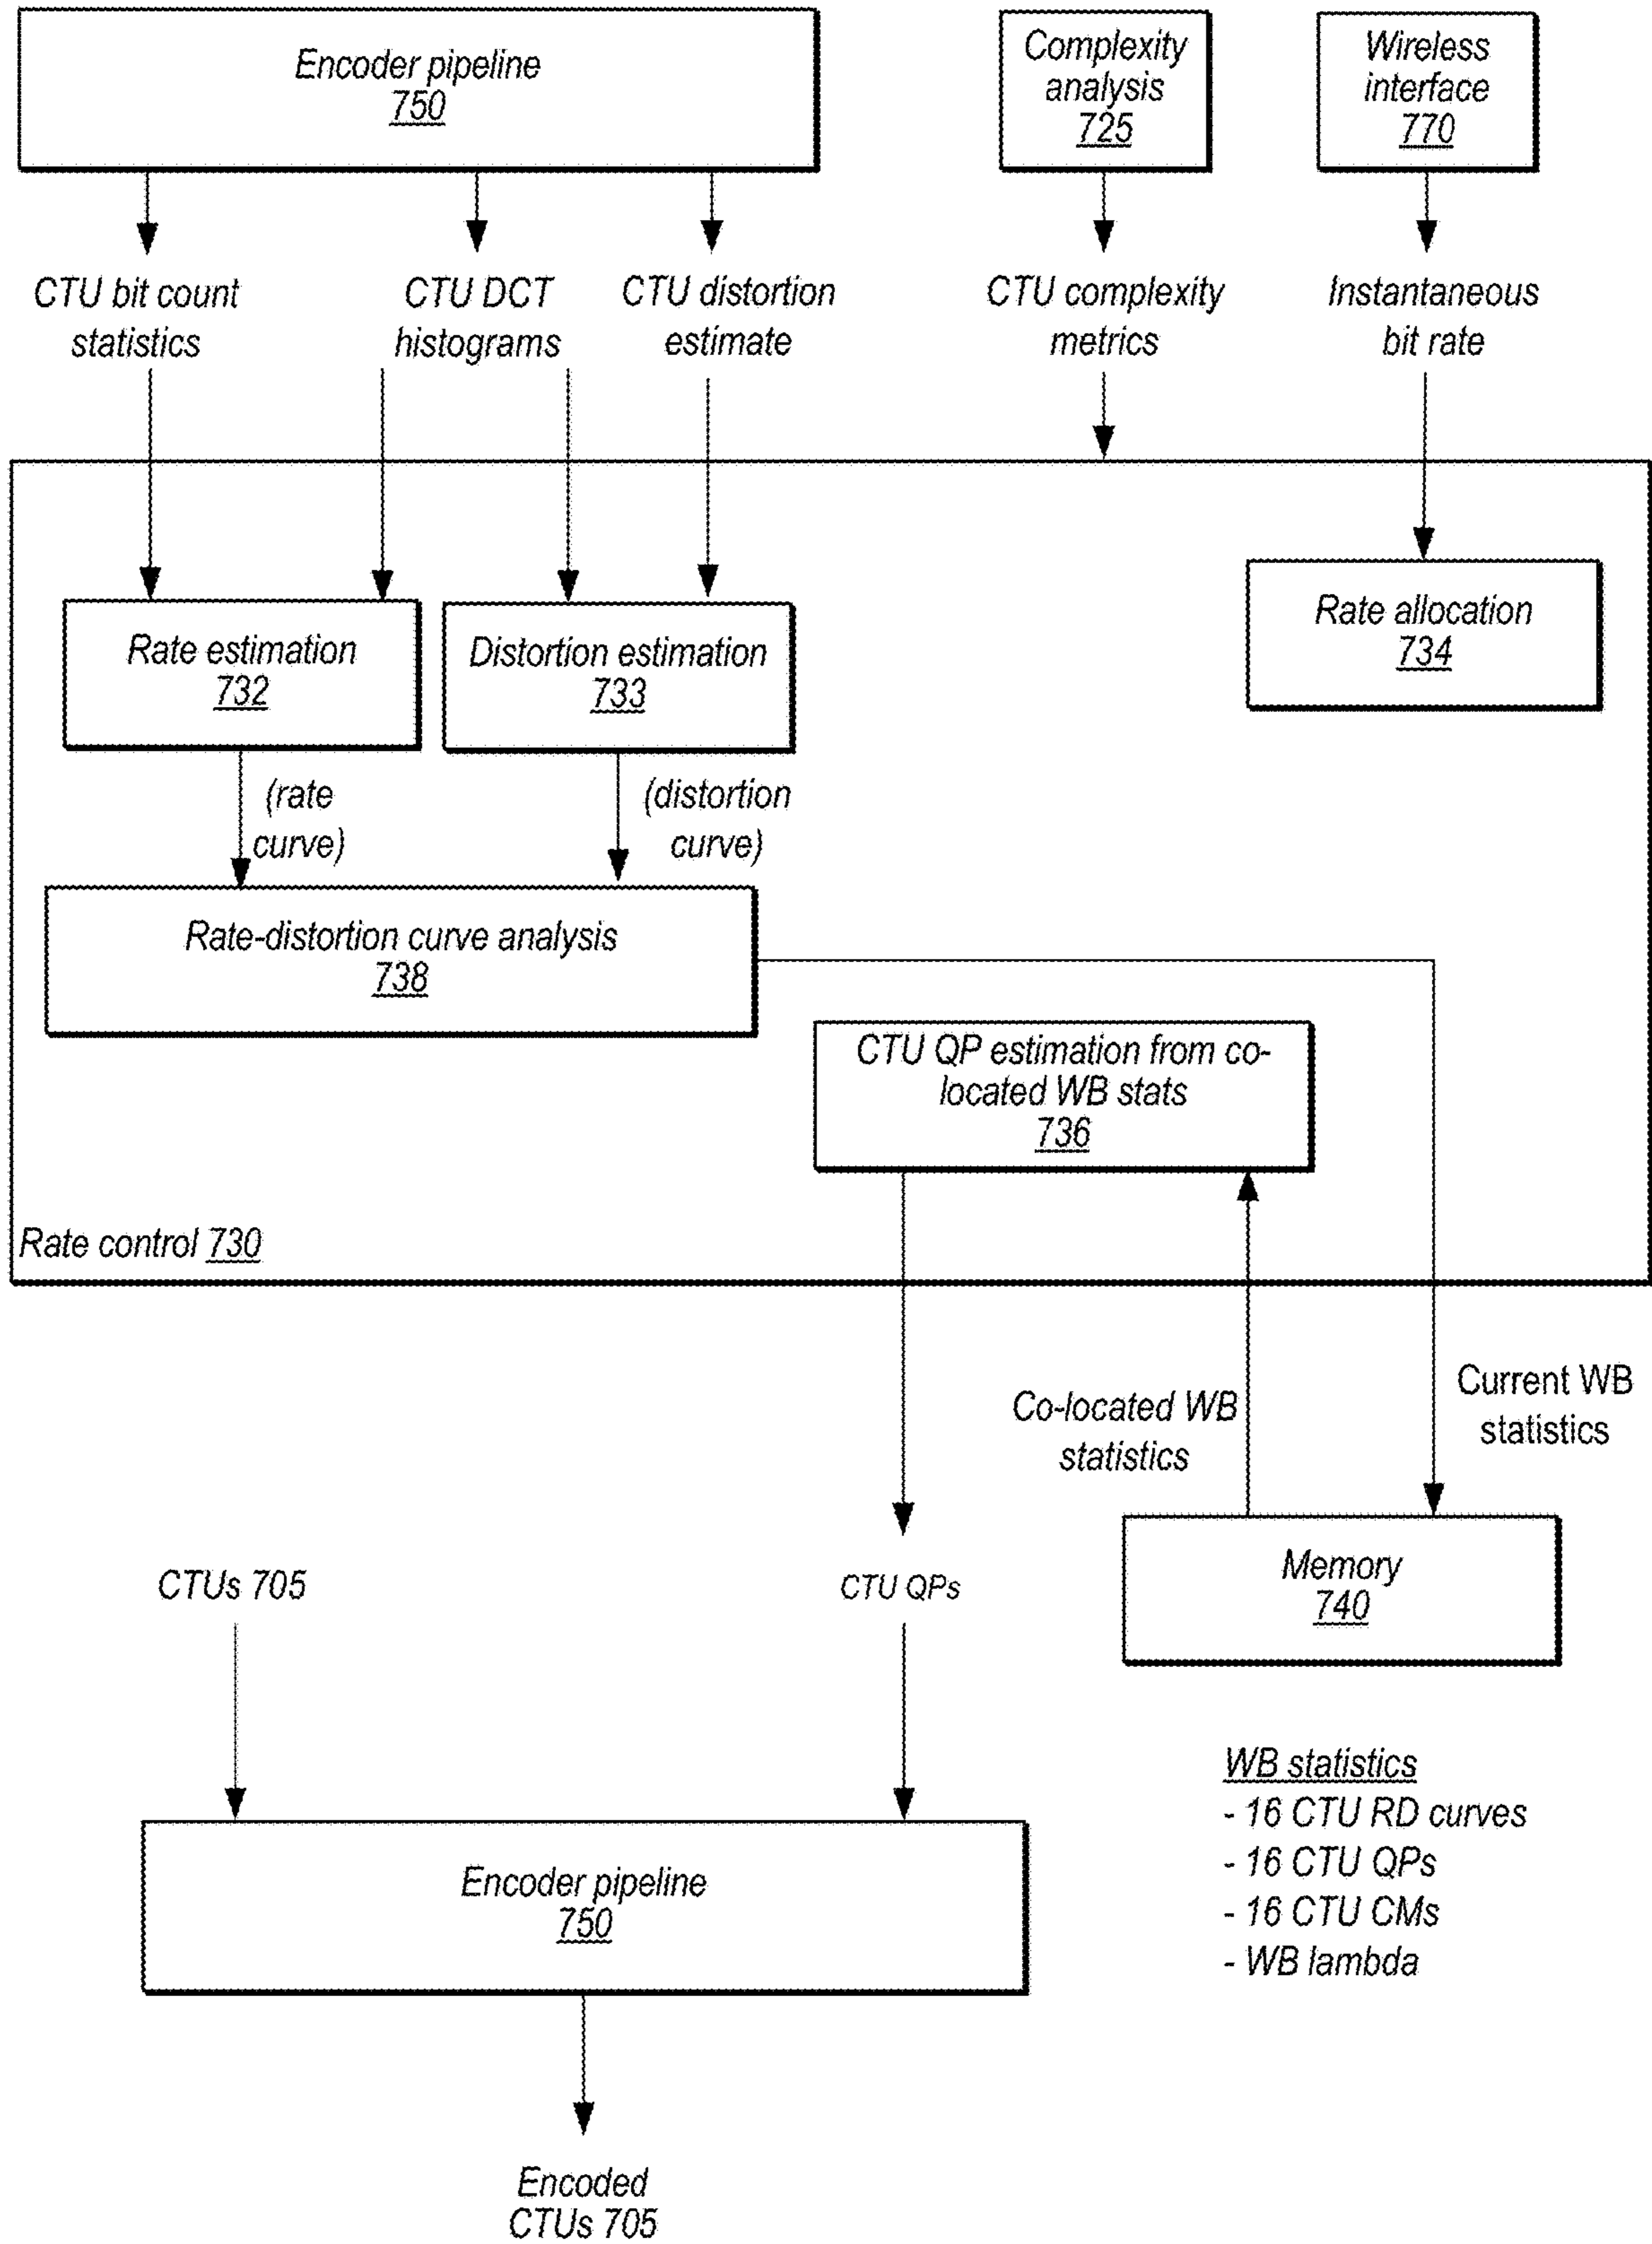 Encoder pipeline
750
Complexity
analysis
725
Wireless
interface
770
CTU bit count
statistics
CTU DCT
histograms
CTU distortion
estimate
CTU complexity
metrics
Instantaneous
bit rate
Rate estimation
732
Distortion estimation
733
Rate allocation
734
(rate
curve)
(distortion
curve)
Rate-distortion curve analysis
738
CTU QP estimation from co-
located WB stats
736
Rate control 730
Co-located WB
statistics
Current WB
statistics
CTUs 705
CTU QPs
Memory
740
WB statistics
- 16 CTU RD curves
- 16 CTU QPs
- 16 CTU CMs
- WB lambda
Encoder pipeline
750
Encoded
CTUs 705